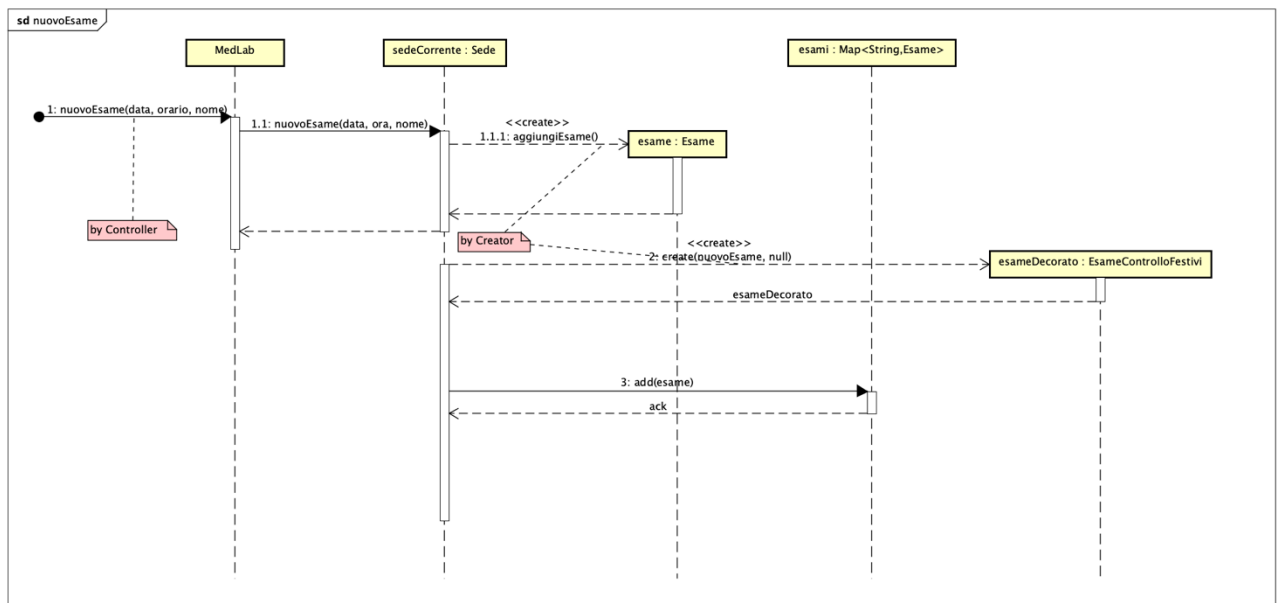 sd nuovoEsame
MedLab
sedeCorrente : Sede
esami : Map<String,Esame>
1: nuovoEsame(data, orario, nome)
1.1: nuovoEsame(data, ora, nome)
<<create>>
1.1.1: aggiungiEsame()
esame : Esame
by Controller
by Creator
<<create>>
2: create(nuovoEsame, null)
esameDecorato : EsameControlloFestivi
esameDecorato
3: add(esame)
ack